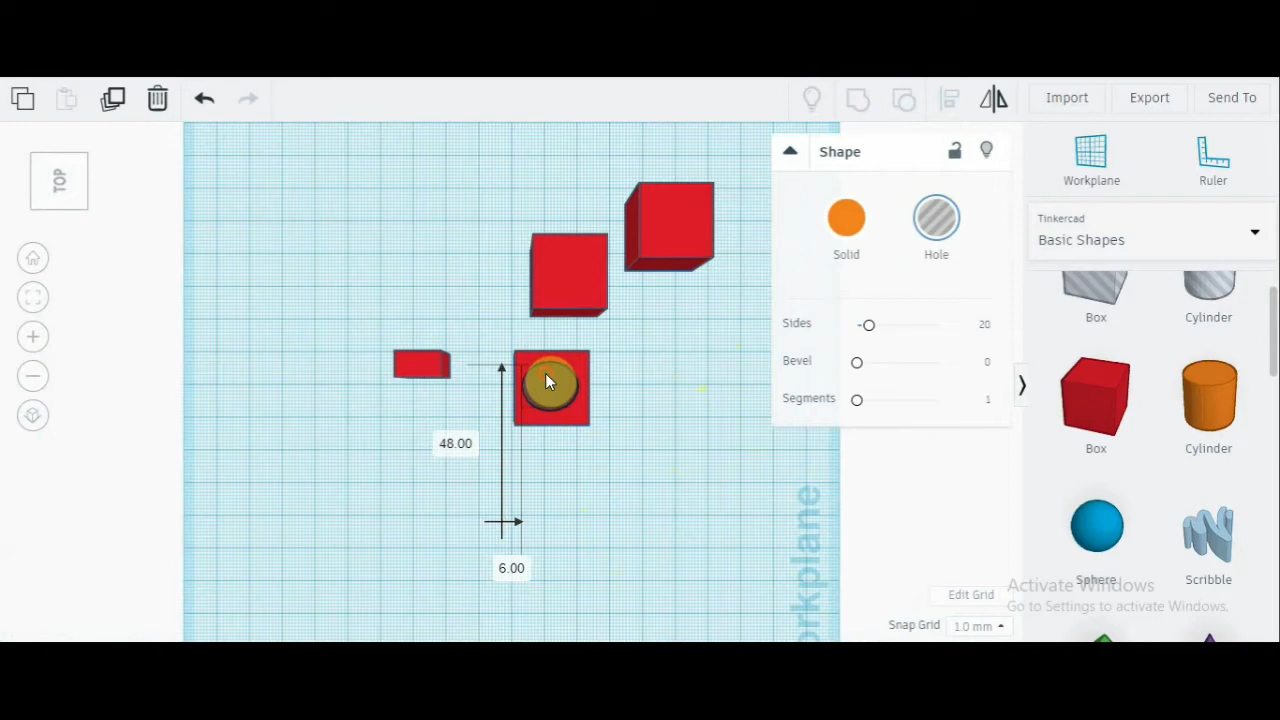 Import Export Send To
TOP
Shape
Workplane Ruler
Solid Hole
Tinkercad
Basic Shapes
Box Cylinder
Sides 20
Bevel 0
Segments 1
48.00
6.00
Box Cylinder
Sphere Scribble
orkplane
Activate Windows
Go to Settings to activate Windows.
Edit Grid
Snap Grid 1.0 mm